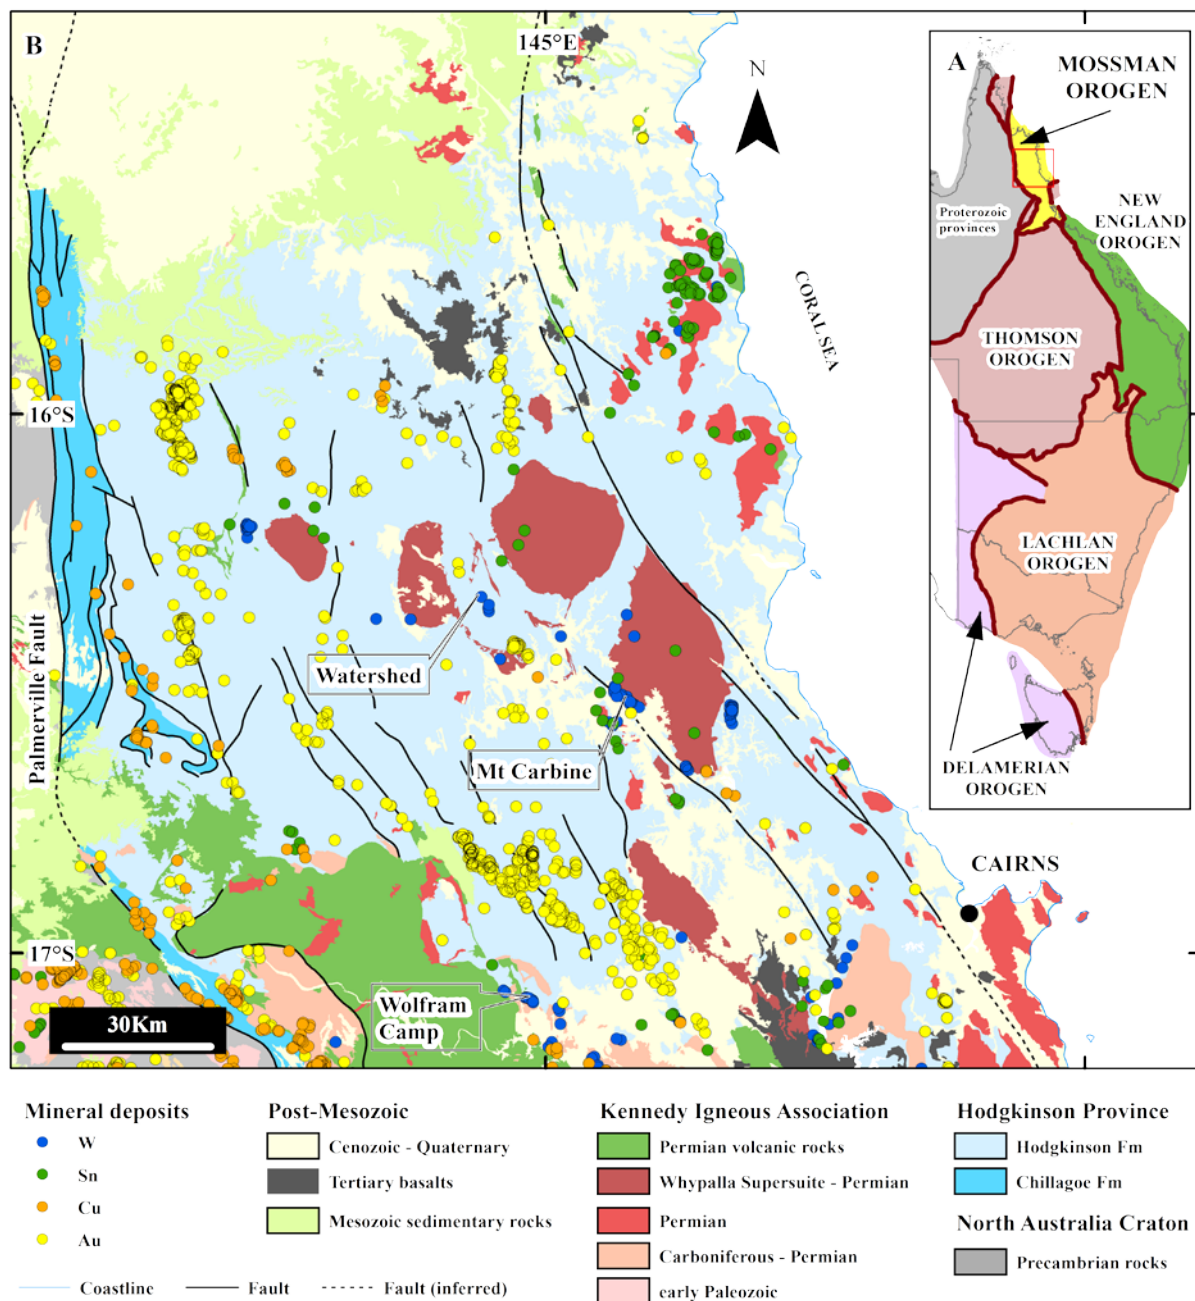 B
145°E
N
A
MOSSMAN
OROGEN
Proterozoic
provinces
NEW
ENGLAND
OROGEN
THOMSON
OROGEN
LACHLAN
OROGEN
DELAMERIAN
OROGEN
CORAL SEA
16°S
Palmerville Fault
Watershed
Mt Carbine
CAIRNS
17°S
Wolfram
Camp
30Km
Mineral deposits
W
Sn
Cu
Au
Coastline
Fault
Fault (inferred)
Post-Mesozoic
Cenozoic - Quaternary
Tertiary basalts
Mesozoic sedimentary rocks
Kennedy Igneous Association
Permian volcanic rocks
Whypalla Supersuite - Permian
Permian
Carboniferous - Permian
early Paleozoic
Hodgkinson Province
Hodgkinson Fm
Chillagoe Fm
North Australia Craton
Precambrian rocks